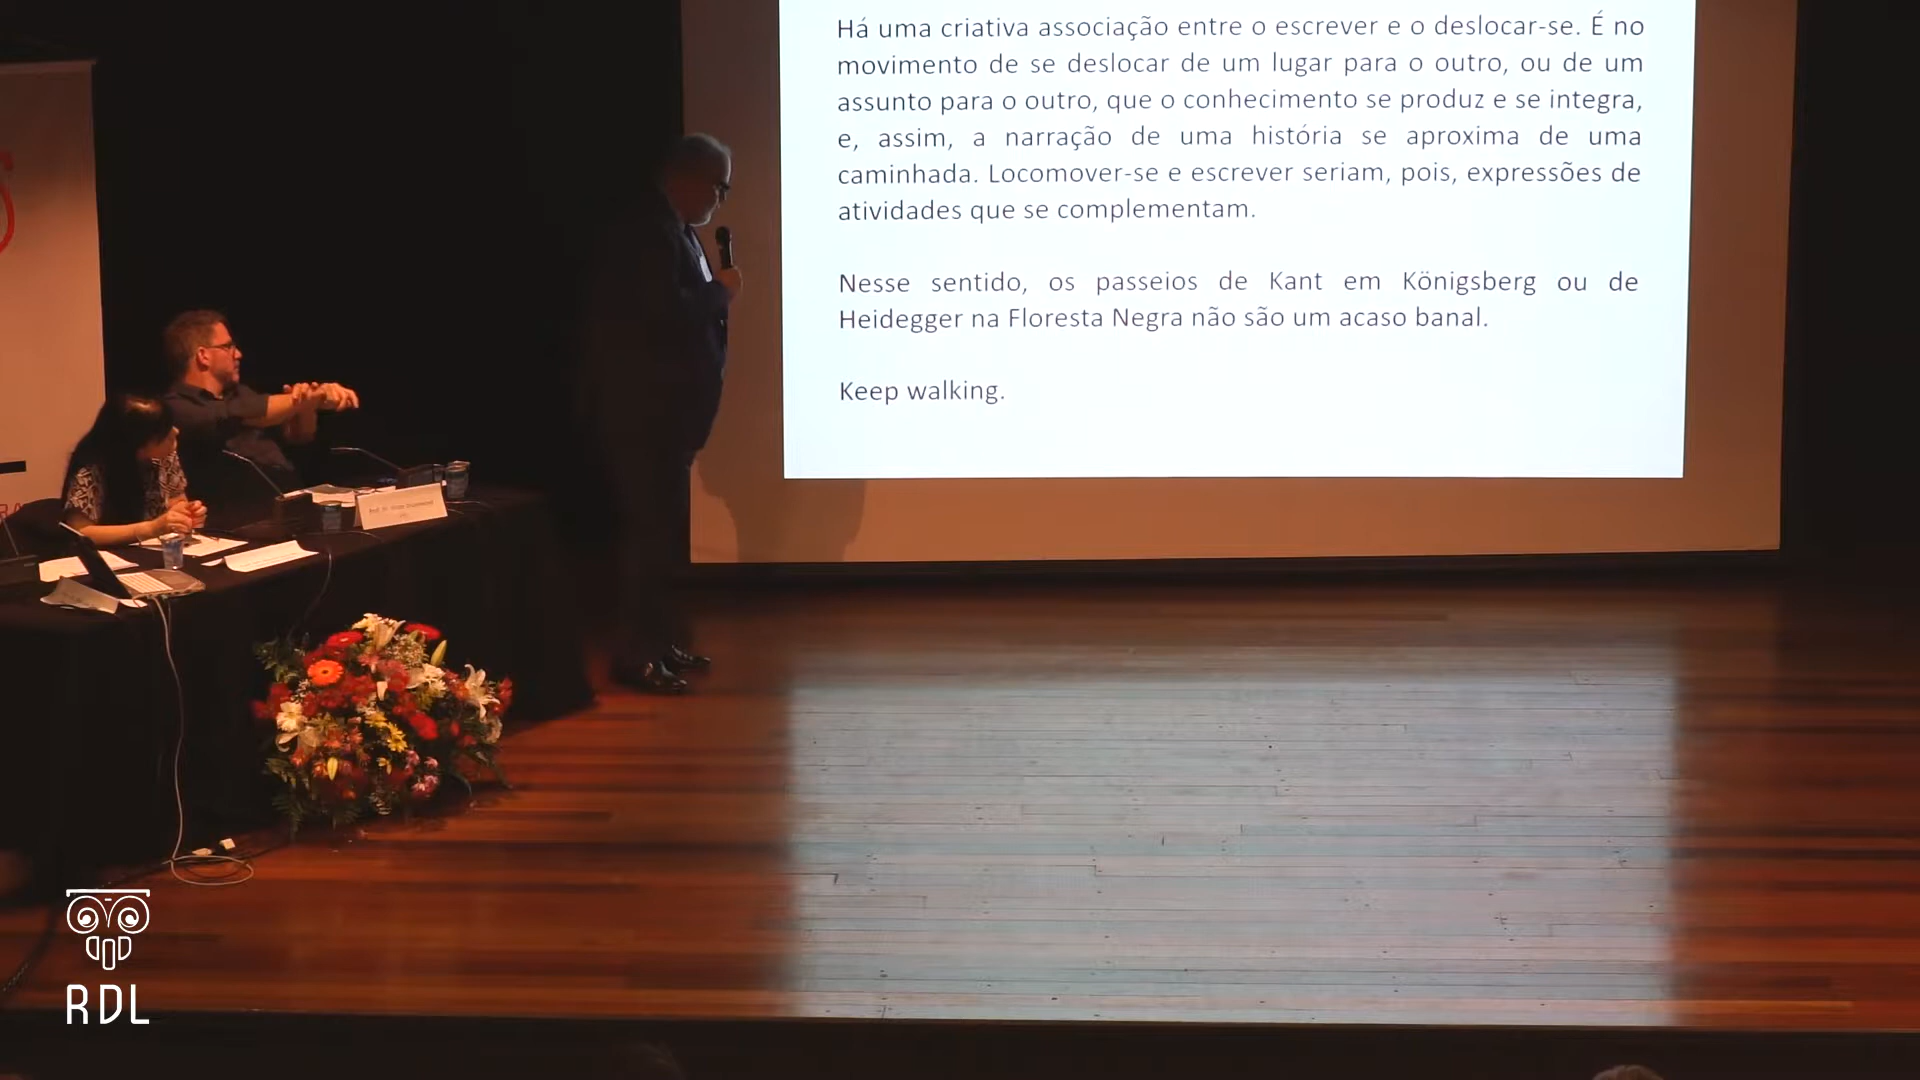 Há uma criativa associação entre o escrever e o deslocar-se. É no
movimento de se deslocar de um lugar para o outro, ou de um
assunto para o outro, que o conhecimento se produz e se integra,
e, assim, a narração de uma história se aproxima de uma
caminhada. Locomover-se e escrever seriam, pois, expressões de
atividades que se complementam.
Nesse sentido, os passeios de Kant em Königsberg ou de
Heidegger na Floresta Negra não são um acaso banal.
Keep walking.
RDL